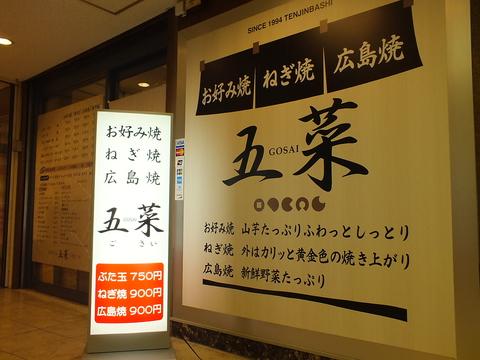 SINCE 1994 TENJINBASHI
お好み焼
ねぎ焼
広島焼
五菜
GOSAI
お好み焼 山芋たっぷりふわっとしっとり
ねぎ焼 外はカリッと黄金色の焼き上がり
広島焼 新鮮野菜たっぷり
お好み焼
ねぎ焼
広島焼
五菜
GOSAI
ごさい
ぶた玉 750円
ねぎ焼 900円
広島焼 900円
VISA
五菜